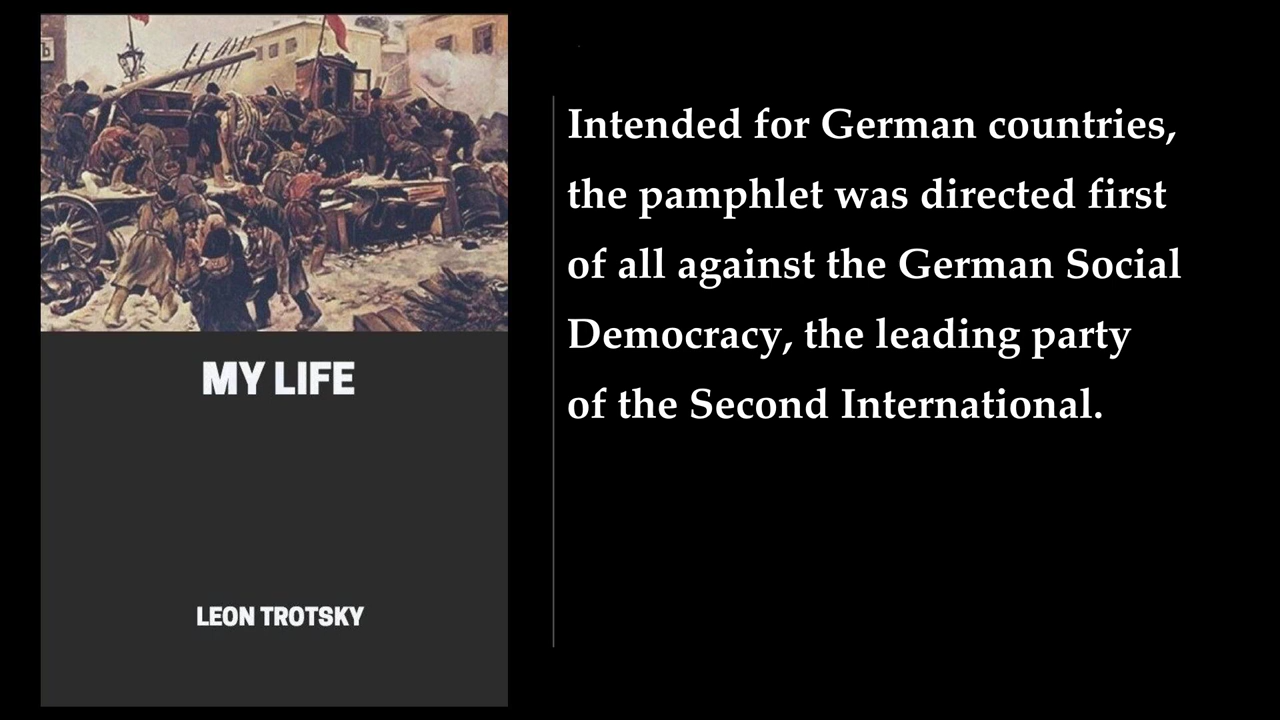 MY LIFE
LEON TROTSKY
Intended for German countries,
the pamphlet was directed first
of all against the German Social
Democracy, the leading party
of the Second International.